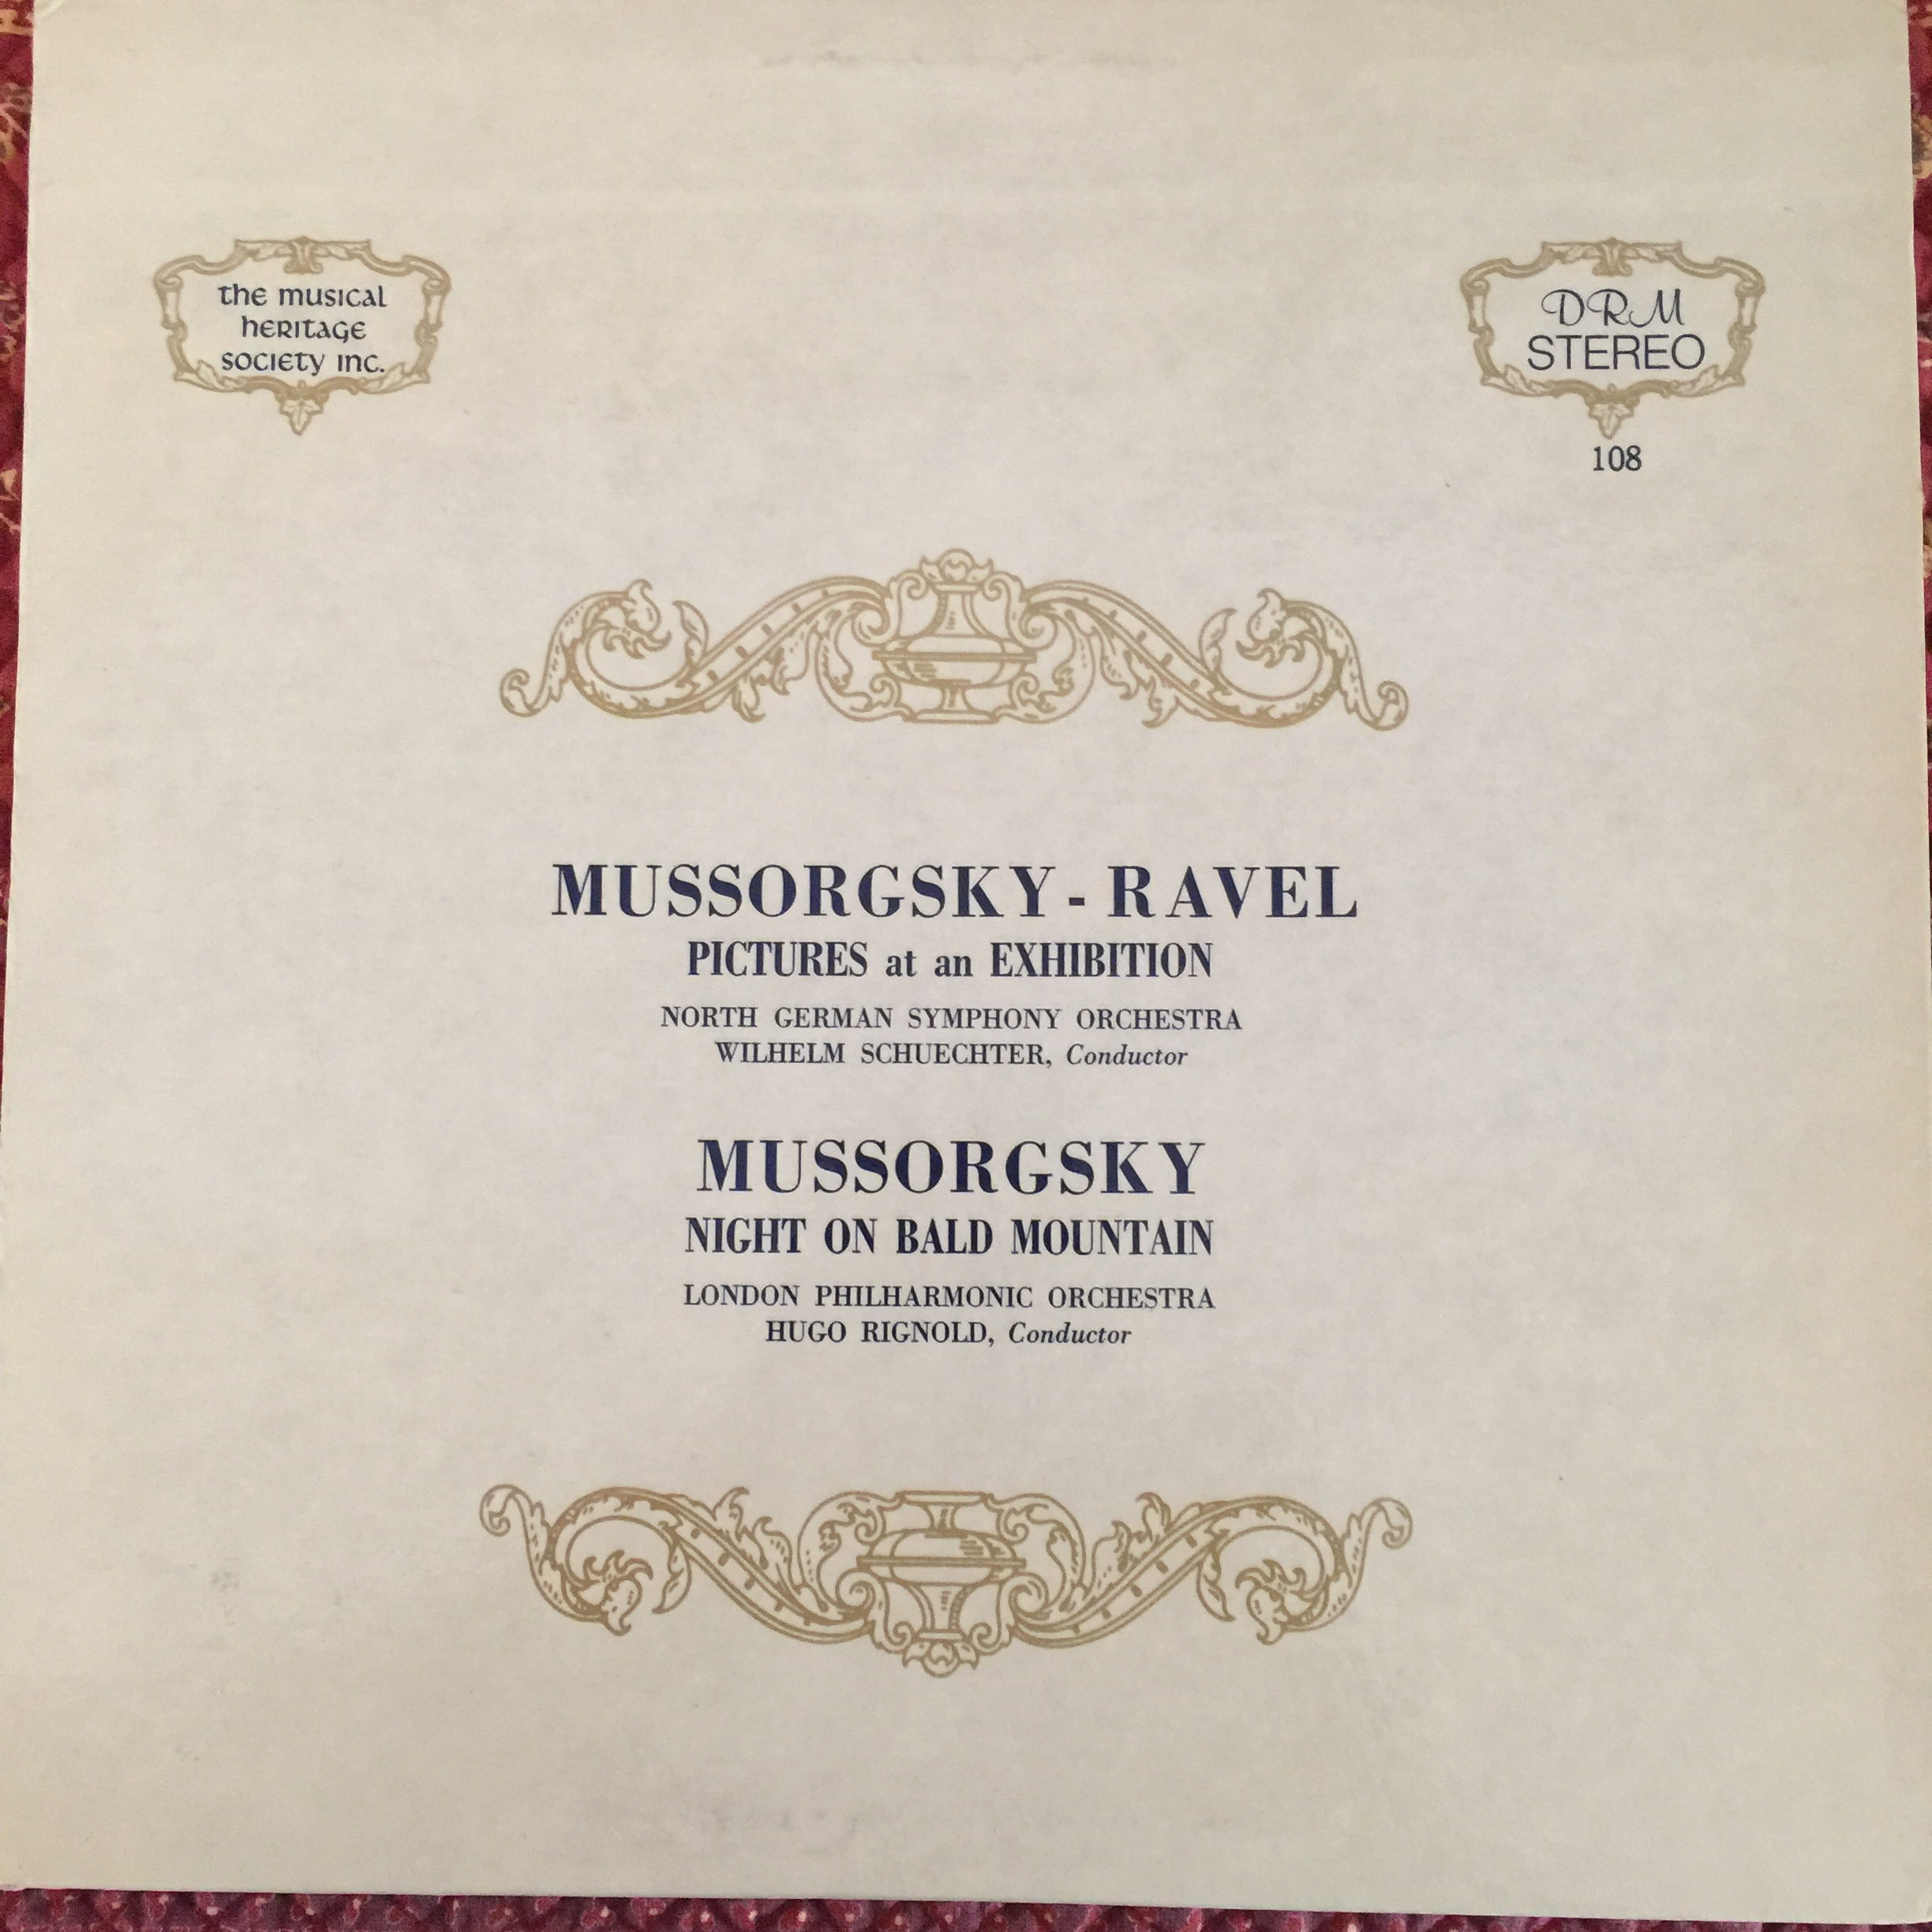 the musical
heritage
society inc.
DRM
STEREO
108
MUSSORGSKY - RAVEL
PICTURES at an EXHIBITION
NORTH GERMAN SYMPHONY ORCHESTRA
WILHELM SCHUECHTER, Conductor
MUSSORGSKY
NIGHT ON BALD MOUNTAIN
LONDON PHILHARMONIC ORCHESTRA
HUGO RIGNOLD, Conductor